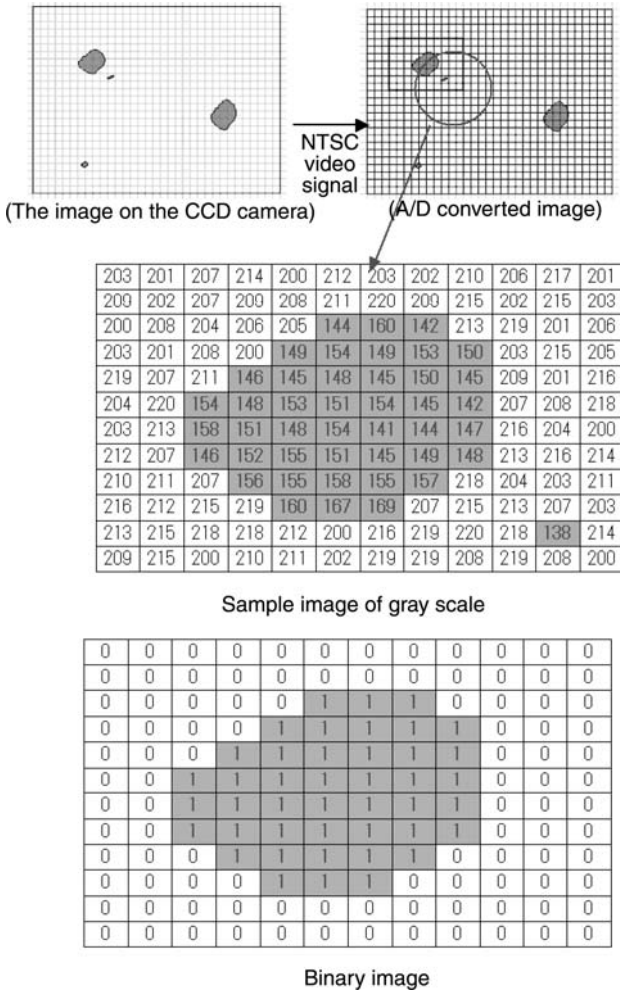 NTSC
video
signal
(The image on the CCD camera)
(A/D converted image)
203 201 207 214 200 212 203 202 210 206 217 201
209 202 207 209 208 211 220 209 215 202 215 203
200 208 204 206 205 144 160 142 213 219 201 206
203 201 208 200 149 154 149 153 150 203 215 205
219 207 211 146 145 148 145 150 145 209 201 216
204 220 154 148 153 151 154 145 142 207 208 218
203 213 158 151 148 154 141 144 147 216 204 200
212 207 146 152 155 151 145 149 148 213 216 214
210 211 207 156 155 158 155 157 218 204 203 211
216 212 215 219 160 167 169 207 215 213 207 203
213 215 218 218 212 200 216 219 220 218 138 214
209 215 200 210 211 202 219 219 208 219 208 200
Sample image of gray scale
0 0 0 0 0 0 0 0 0 0 0 0
0 0 0 0 0 0 0 0 0 0 0 0
0 0 0 0 0 1 1 1 0 0 0 0
0 0 0 0 1 1 1 1 1 0 0 0
0 0 0 1 1 1 1 1 1 0 0 0
0 0 1 1 1 1 1 1 1 0 0 0
0 0 1 1 1 1 1 1 1 0 0 0
0 0 1 1 1 1 1 1 1 0 0 0
0 0 0 1 1 1 1 1 0 0 0 0
0 0 0 0 1 1 1 0 0 0 0 0
0 0 0 0 0 0 0 0 0 0 0 0
0 0 0 0 0 0 0 0 0 0 0 0
Binary image